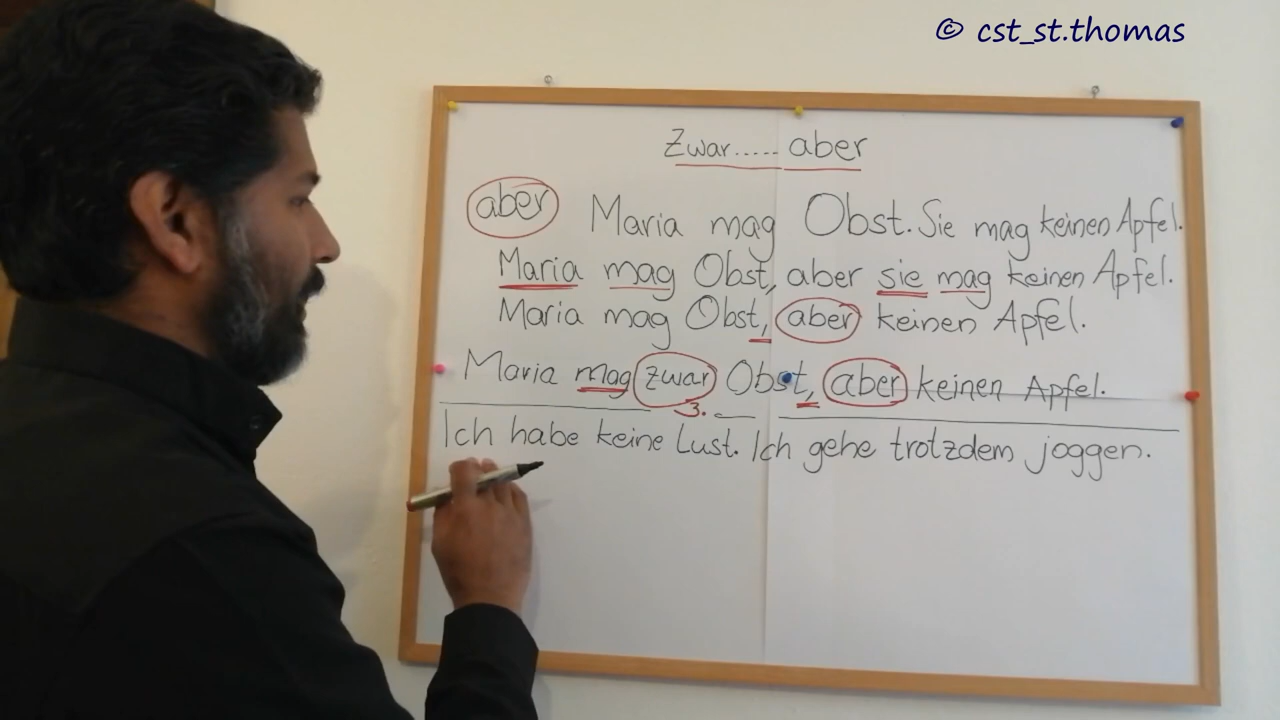 © cst_st.thomas
Zwar..... aber
aber Maria mag Obst. Sie mag keinen Apfel.
Maria mag Obst, aber sie mag keinen Apfel.
Maria mag Obst, aber keinen Apfel.
Maria mag zwar Obst, aber keinen Apfel.
3.
Ich habe keine Lust. Ich gehe trotzdem joggen.